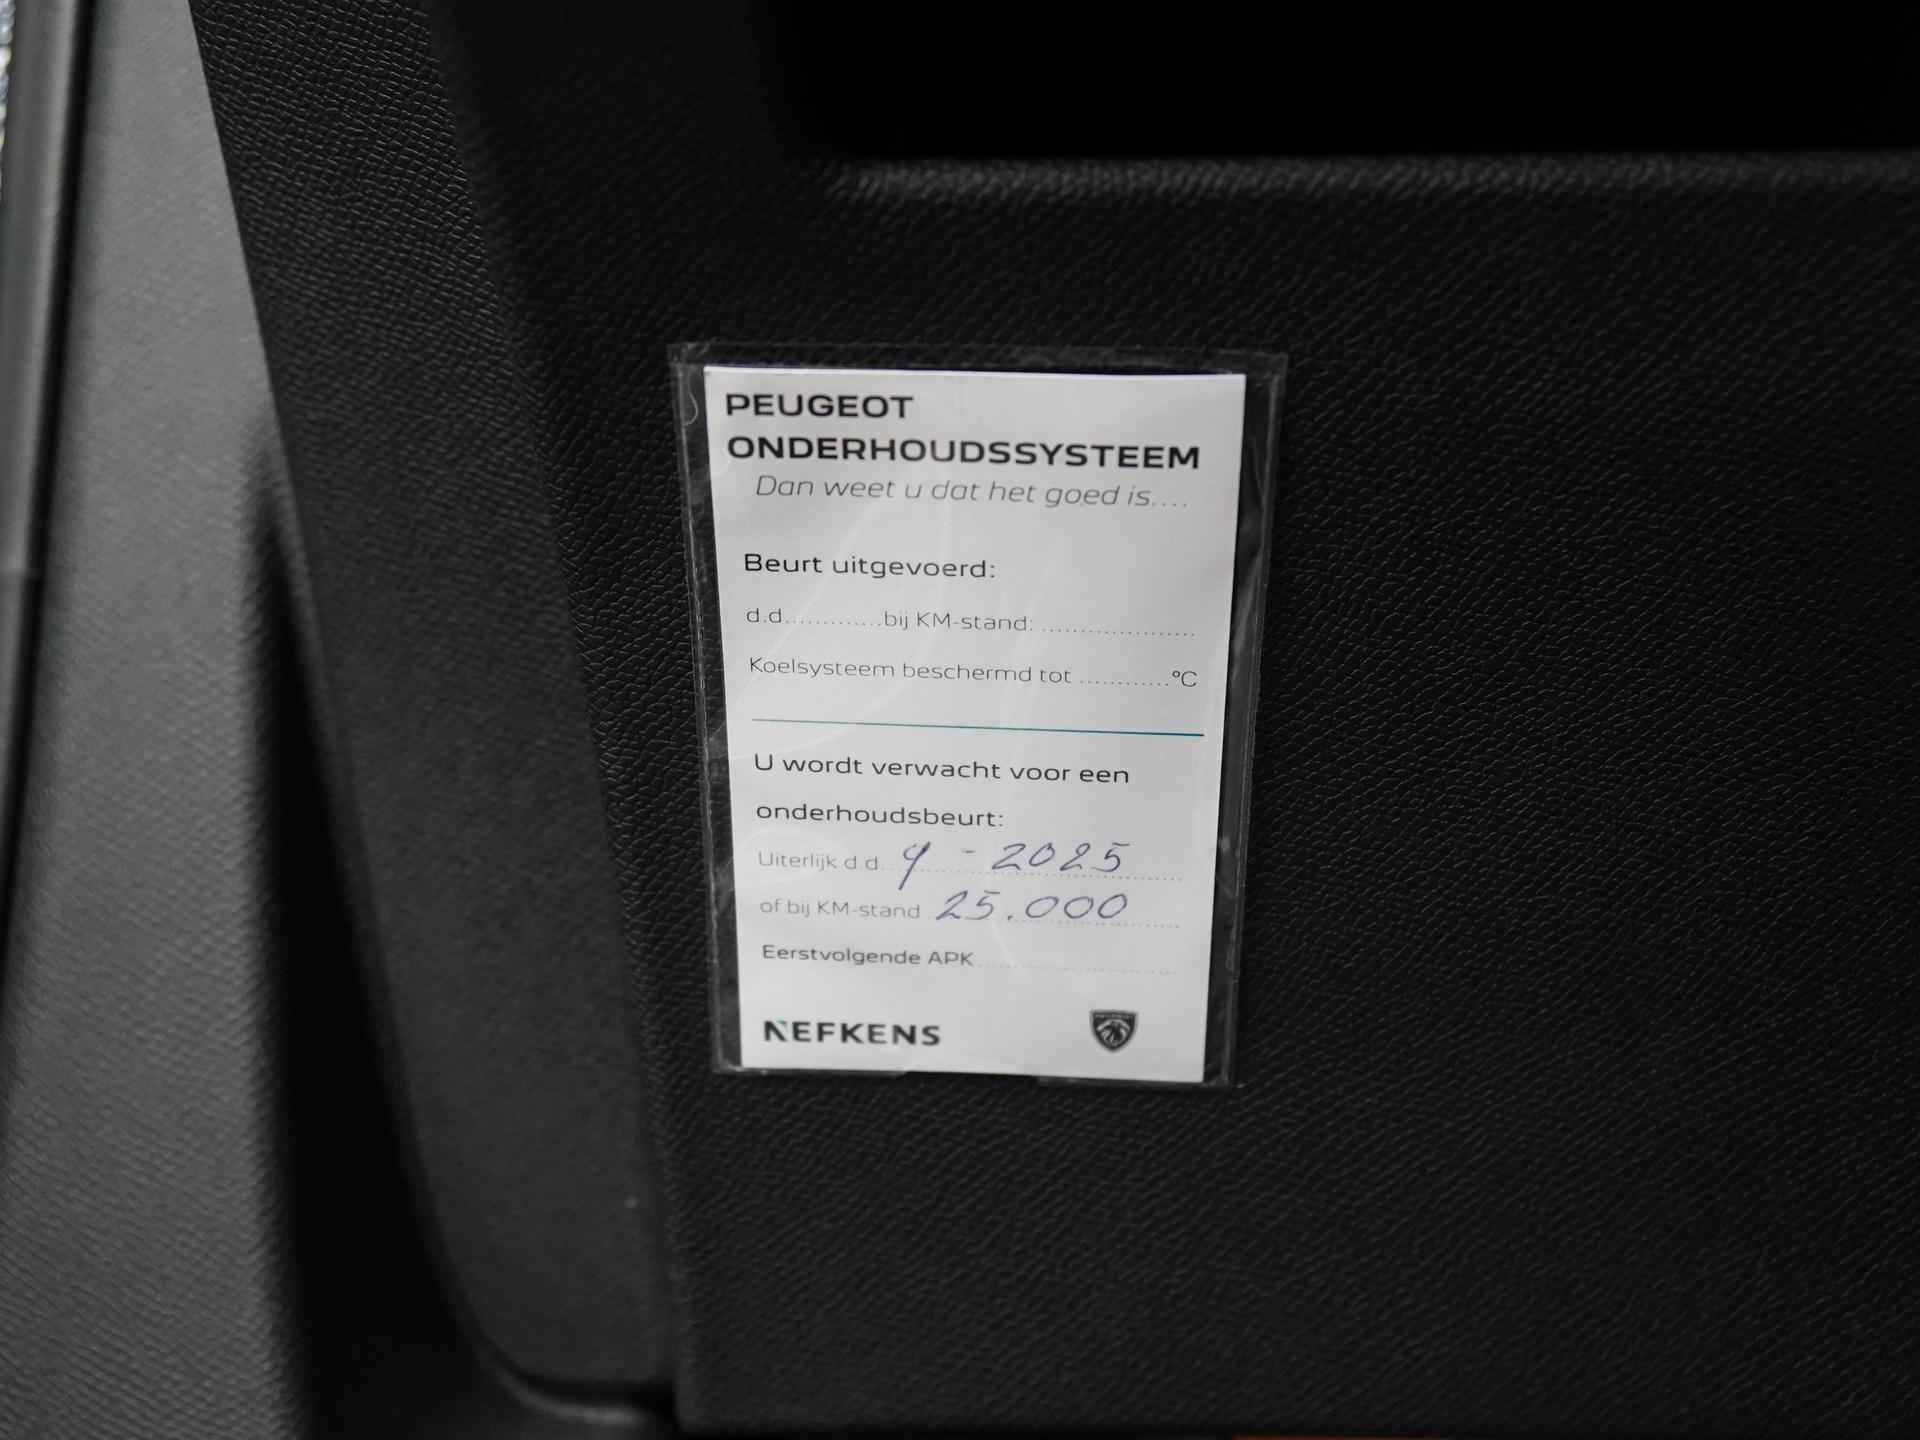 PEUGEOT
ONDERHOUDSSYSTEEM
Dan weet u dat het goed is....
Beurt uitgevoerd:
d.d.............bij KM-stand: .....................
Koelsysteem beschermd tot ............°C
U wordt verwacht voor een
onderhoudsbeurt:
Uiterlijk d.d. 9 - 2025
of bij KM-stand 25.000
Eerstvolgende APK
NEFKENS